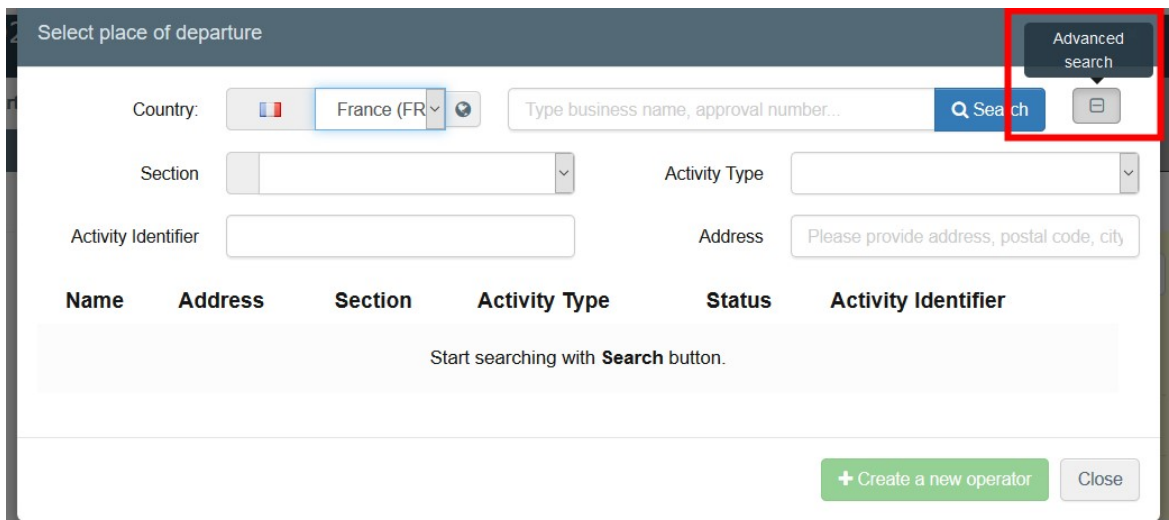 Select place of departure
Advanced
search
Country:
France (FR
Type business name, approval number...
Search
Section
Activity Type
Activity Identifier
Address
Please provide address, postal code, city
Name Address Section Activity Type Status Activity Identifier
Start searching with Search button.
+ Create a new operator
Close